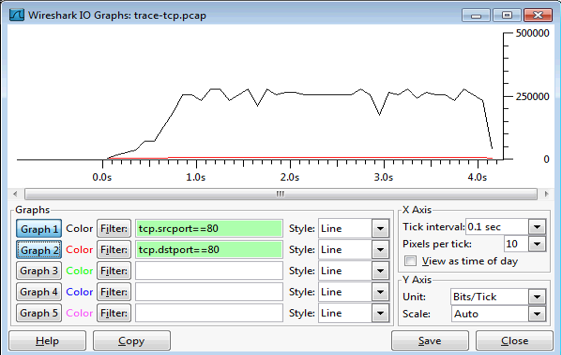 Wireshark IO Graphs: trace-tcp.pcap
500000
250000
0
0.0s 1.0s 2.0s 3.0s 4.0s
Graphs
Graph 1 Color Filter: tcp.srcport==80 Style: Line
Graph 2 Color Filter: tcp.dstport==80 Style: Line
Graph 3 Color Filter: Style: Line
Graph 4 Color Filter: Style: Line
Graph 5 Color Filter: Style: Line
X Axis
Tick interval: 0.1 sec
Pixels per tick: 10
View as time of day
Y Axis
Unit: Bits/Tick
Scale: Auto
Help Copy Save Close